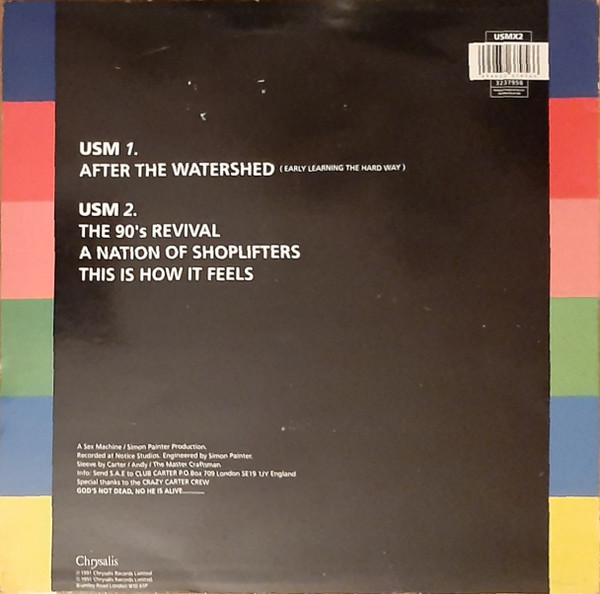 USMX2
3237956
USM 1.
AFTER THE WATERSHED (EARLY LEARNING THE HARD WAY)
USM 2.
THE 90's REVIVAL
A NATION OF SHOPLIFTERS
THIS IS HOW IT FEELS
A Sex Machine / Simon Painter Production.
Recorded at Notice Studios. Engineered by Simon Painter.
Sleeve by Carter / Andy / The Master Craftsman
Info: Send S.A.E to CLUB CARTER P.O.Box 709 London SE19 1JY England
Special thanks to the CRAZY CARTER CREW
GOD'S NOT DEAD, NO HE IS ALIVE...........
Chrysalis
℗ 1991 Chrysalis Records Limited
© 1991 Chrysalis Records Limited.
Bramley Road London W10 6SP